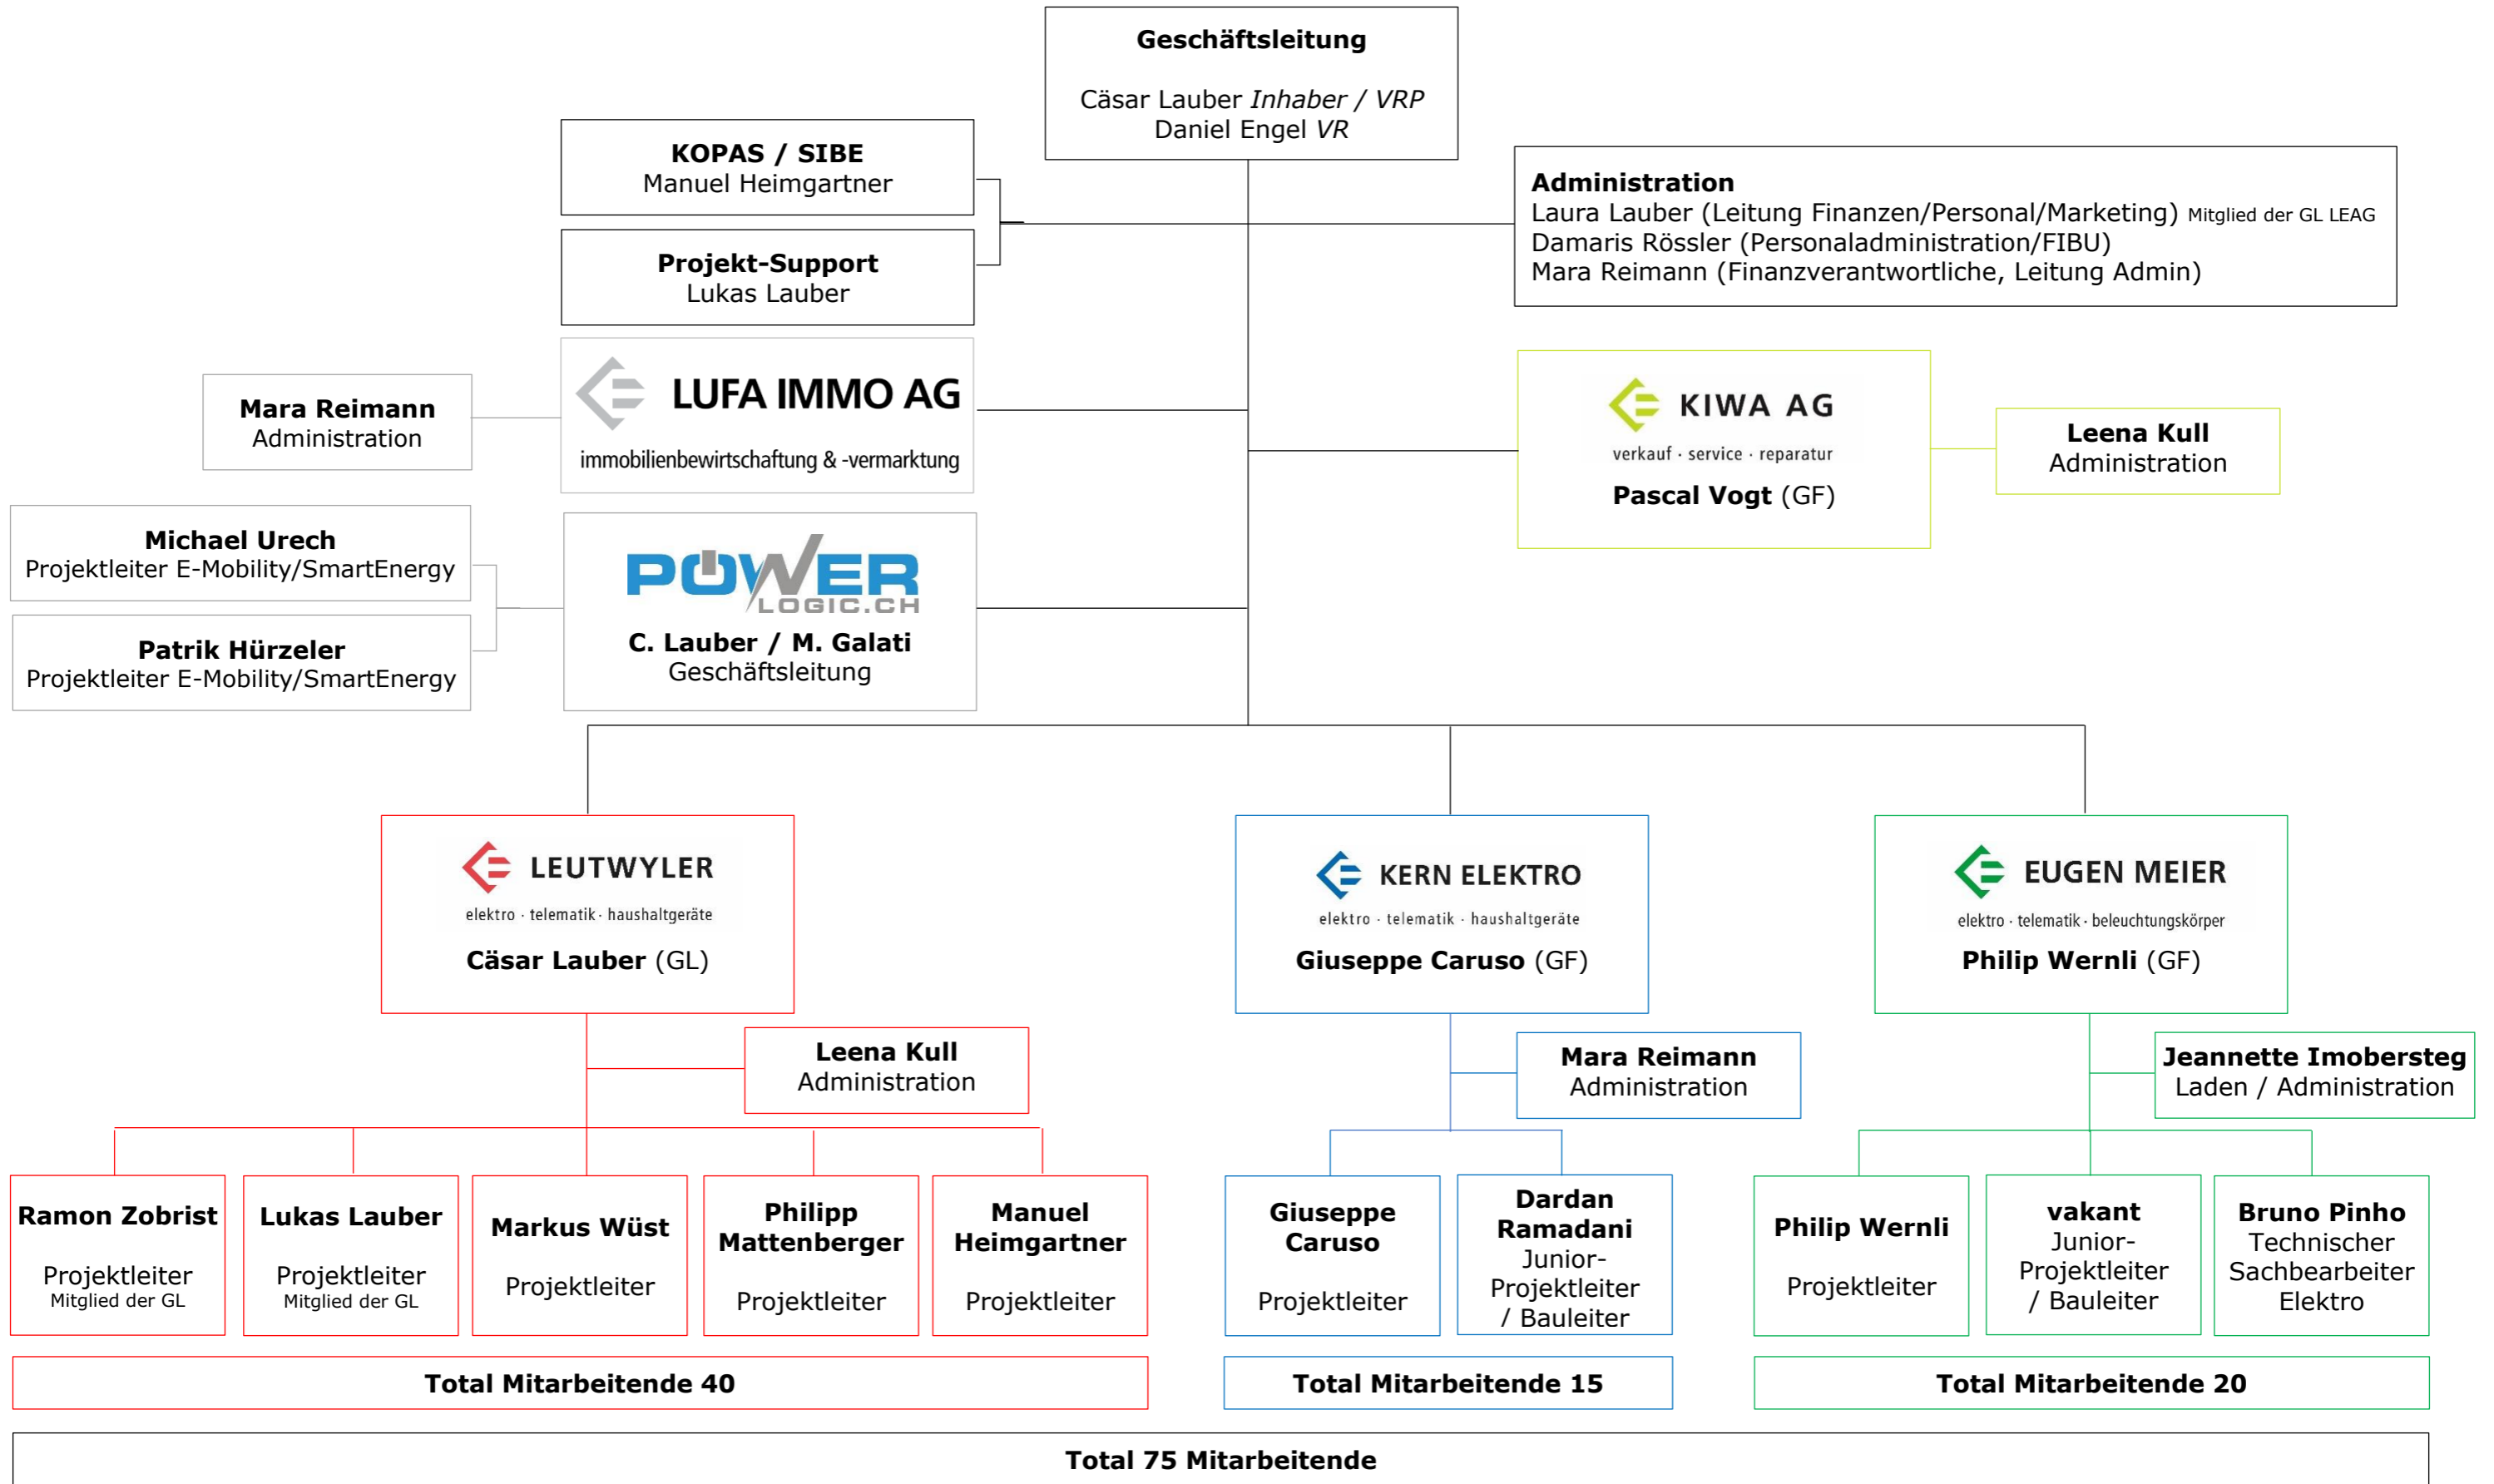 Geschäftsleitung
Cäsar Lauber Inhaber / VRP
Daniel Engel VR
KOPAS / SIBE
Manuel Heimgartner
Projekt-Support
Lukas Lauber
Administration
Laura Lauber (Leitung Finanzen/Personal/Marketing) Mitglied der GL LEAG
Damaris Rössler (Personaladministration/FIBU)
Mara Reimann (Finanzverantwortliche, Leitung Admin)
Mara Reimann
Administration
LUFA IMMO AG
immobilienbewirtschaftung & -vermarktung
KIWA AG
verkauf · service · reparatur
Pascal Vogt (GF)
Leena Kull
Administration
Michael Urech
Projektleiter E-Mobility/SmartEnergy
Patrik Hürzeler
Projektleiter E-Mobility/SmartEnergy
POWER
LOGIC.CH
C. Lauber / M. Galati
Geschäftsleitung
LEUTWYLER
elektro · telematik · haushaltgeräte
Cäsar Lauber (GL)
KERN ELEKTRO
elektro · telematik · haushaltgeräte
Giuseppe Caruso (GF)
EUGEN MEIER
elektro · telematik · beleuchtungskörper
Philip Wernli (GF)
Leena Kull
Administration
Mara Reimann
Administration
Jeannette Imobersteg
Laden / Administration
Ramon Zobrist
Projektleiter
Mitglied der GL
Lukas Lauber
Projektleiter
Mitglied der GL
Markus Wüst
Projektleiter
Philipp
Mattenberger
Projektleiter
Manuel
Heimgartner
Projektleiter
Giuseppe
Caruso
Projektleiter
Dardan
Ramadani
Junior-
Projektleiter
/ Bauleiter
Philip Wernli
Projektleiter
vakant
Junior-
Projektleiter
/ Bauleiter
Bruno Pinho
Technischer
Sachbearbeiter
Elektro
Total Mitarbeitende 40
Total Mitarbeitende 15
Total Mitarbeitende 20
Total 75 Mitarbeitende